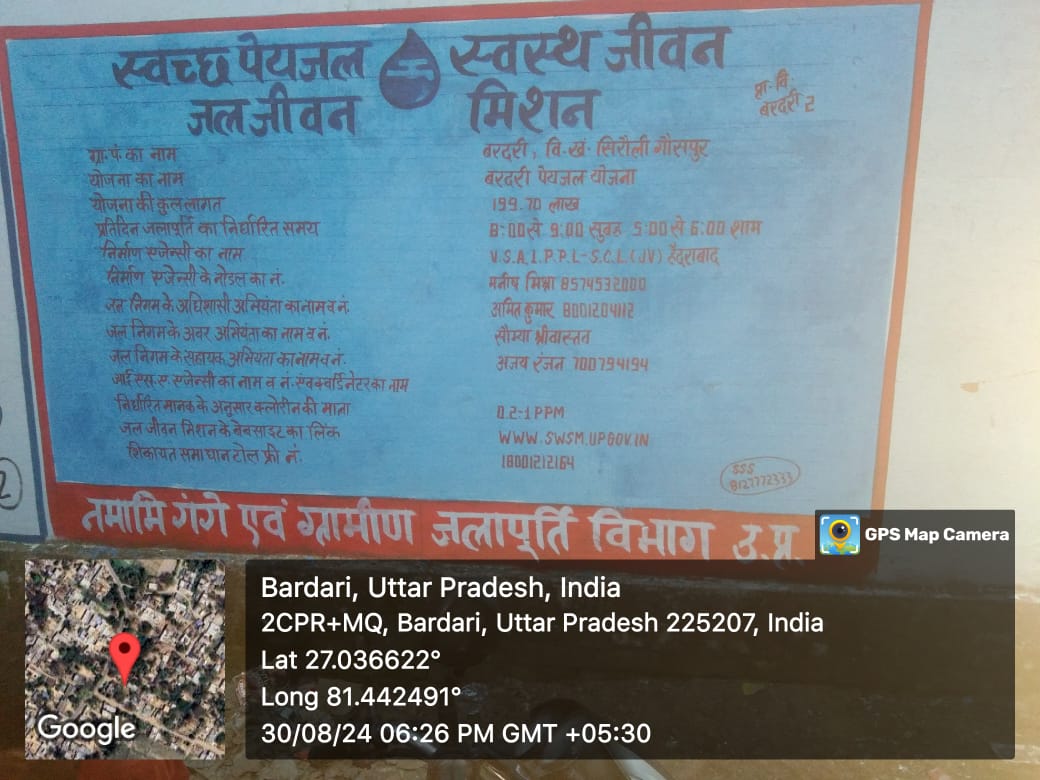 स्वच्छ पेयजल स्वस्थ जीवन
जल जीवन मिशन
प्रा.वि.
बरदरी 2
ग्रा.पं. का नाम बरदरी, वि.खं. सिरौली गौसपुर
योजना का नाम बरदरी पेयजल योजना
योजना की कुल लागत 199.70 लाख
प्रतिदिन जलापूर्ति का निर्धारित समय 8:00 से 9:00 सुबह 5:00 से 6:00 शाम
निर्माण एजेन्सी का नाम V.S.A.I.P.P.L-S.C.L.(JV) हैदराबाद
निर्माण एजेन्सी के नोडल का नं. मनीष मिश्रा 8574532000
जल निगम के अधिशासी अभियंता का नाम व नं. अमित कुमार 8001204112
जल निगम के अवर अभियंता का नाम व नं. सौम्या श्रीवास्तव
जल निगम के सहायक अभियंता का नाम व नं. अजय रंजन 700794194
आई.एस.ए. एजेन्सी का नाम व नं. एवं क्वार्डिनेटर का नाम
निर्धारित मानक के अनुसार क्लोरीन की मात्रा 0.2-1 PPM
जल जीवन मिशन के बेबसाइट का लिंक WWW.SWSM.UPGOV.IN
शिकायत समाधान टोल फ्री नं. 18001212164
SSS
8127772333
नमामि गंगे एवं ग्रामीण जलापूर्ति विभाग उ.प्र.
2
GPS Map Camera
Bardari, Uttar Pradesh, India
2CPR+MQ, Bardari, Uttar Pradesh 225207, India
Lat 27.036622°
Long 81.442491°
30/08/24 06:26 PM GMT +05:30
Google